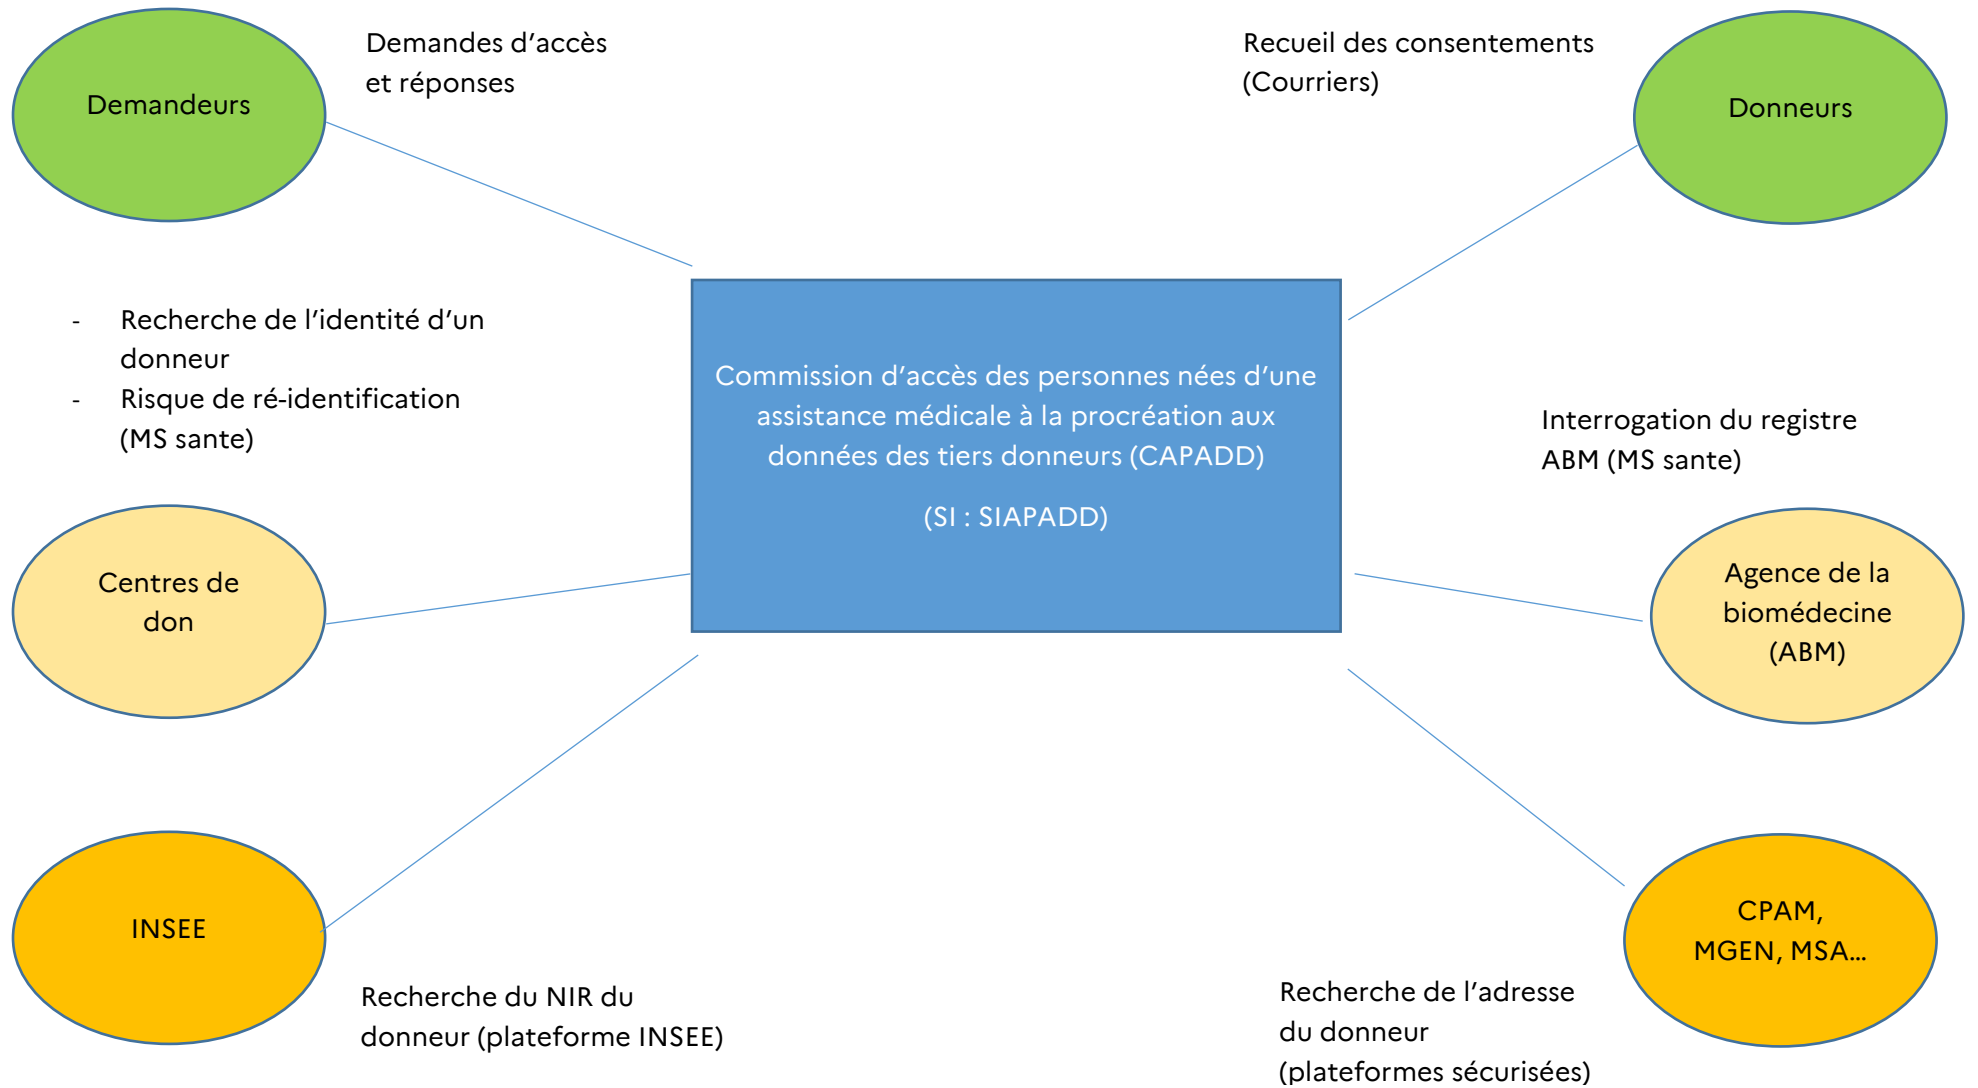 Demandeurs
Demandes d’accès
et réponses
Recueil des consentements
(Courriers)
Donneurs
- Recherche de l’identité d’un
donneur
- Risque de ré-identification
(MS sante)
Commission d’accès des personnes nées d’une
assistance médicale à la procréation aux
données des tiers donneurs (CAPADD)
(SI : SIAPADD)
Interrogation du registre
ABM (MS sante)
Centres de
don
Agence de la
biomédecine
(ABM)
INSEE
Recherche du NIR du
donneur (plateforme INSEE)
CPAM,
MGEN, MSA…
Recherche de l’adresse
du donneur
(plateformes sécurisées)